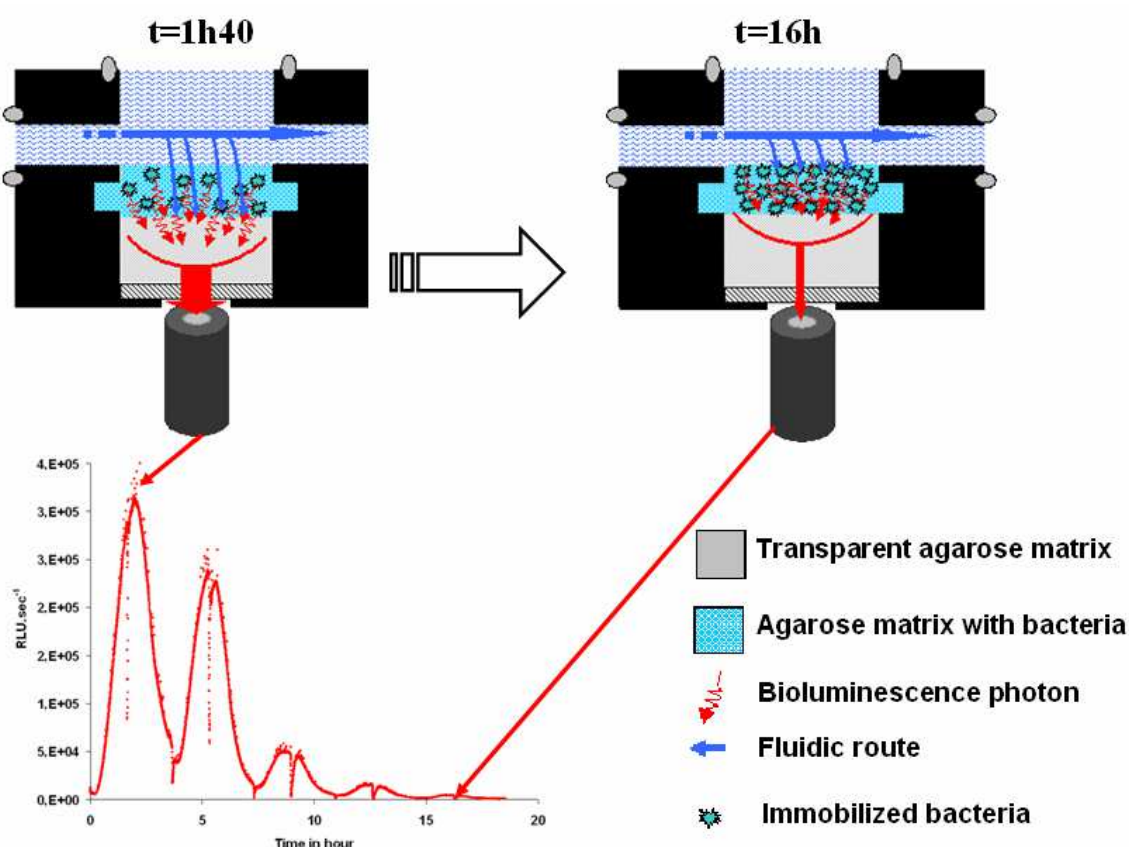 t=1h40
t=16h
4.E+05
3.E+05
3.E+05
2.E+05
2.E+05
1.E+05
5.E+04
0.E+00
RLU.sec⁻¹
0
5
10
15
20
Time in hour
Transparent agarose matrix
Agarose matrix with bacteria
Bioluminescence photon
Fluidic route
Immobilized bacteria